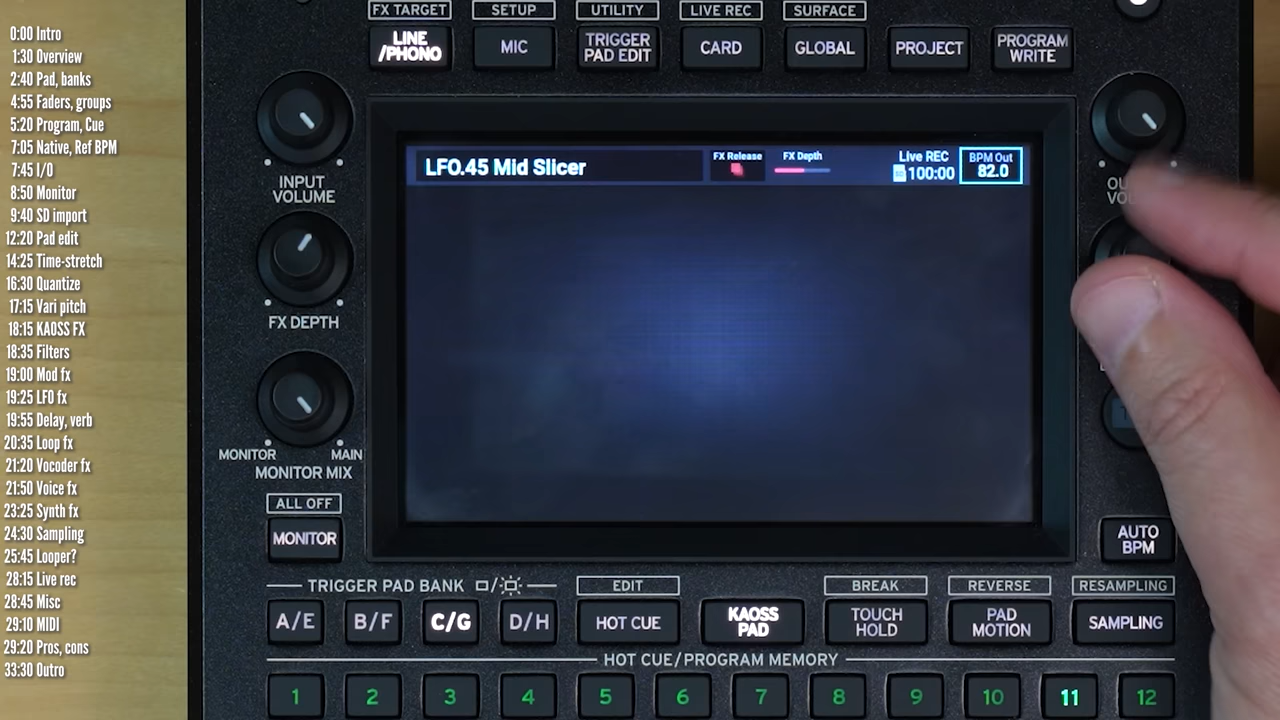 0:00 Intro
1:30 Overview
2:40 Pad, banks
4:55 Faders, groups
5:20 Program, Cue
7:05 Native, Ref BPM
7:45 I/O
8:50 Monitor
9:40 SD import
12:20 Pad edit
14:25 Time-stretch
16:30 Quantize
17:15 Vari pitch
18:15 KAOSS FX
18:35 Filters
19:00 Mod fx
19:25 LFO fx
19:55 Delay, verb
20:35 Loop fx
21:20 Vocoder fx
21:50 Voice fx
23:25 Synth fx
24:30 Sampling
25:45 Looper?
28:15 Live rec
28:45 Misc
29:10 MIDI
29:20 Pros, cons
33:30 Outro
FX TARGET SETUP UTILITY LIVE REC SURFACE
LINE /PHONO
MIC
TRIGGER PAD EDIT
CARD
GLOBAL
PROJECT
PROGRAM WRITE
INPUT VOLUME
FX DEPTH
MONITOR MAIN
MONITOR MIX
ALL OFF
MONITOR
LFO.45 Mid Slicer
FX Release
FX Depth
Live REC
100:00
BPM Out
82.0
AUTO BPM
TRIGGER PAD BANK
EDIT BREAK REVERSE RESAMPLING
A/E B/F C/G D/H
HOT CUE
KAOSS PAD
TOUCH HOLD
PAD MOTION
SAMPLING
HOT CUE/PROGRAM MEMORY
1 2 3 4 5 6 7 8 9 10 11 12